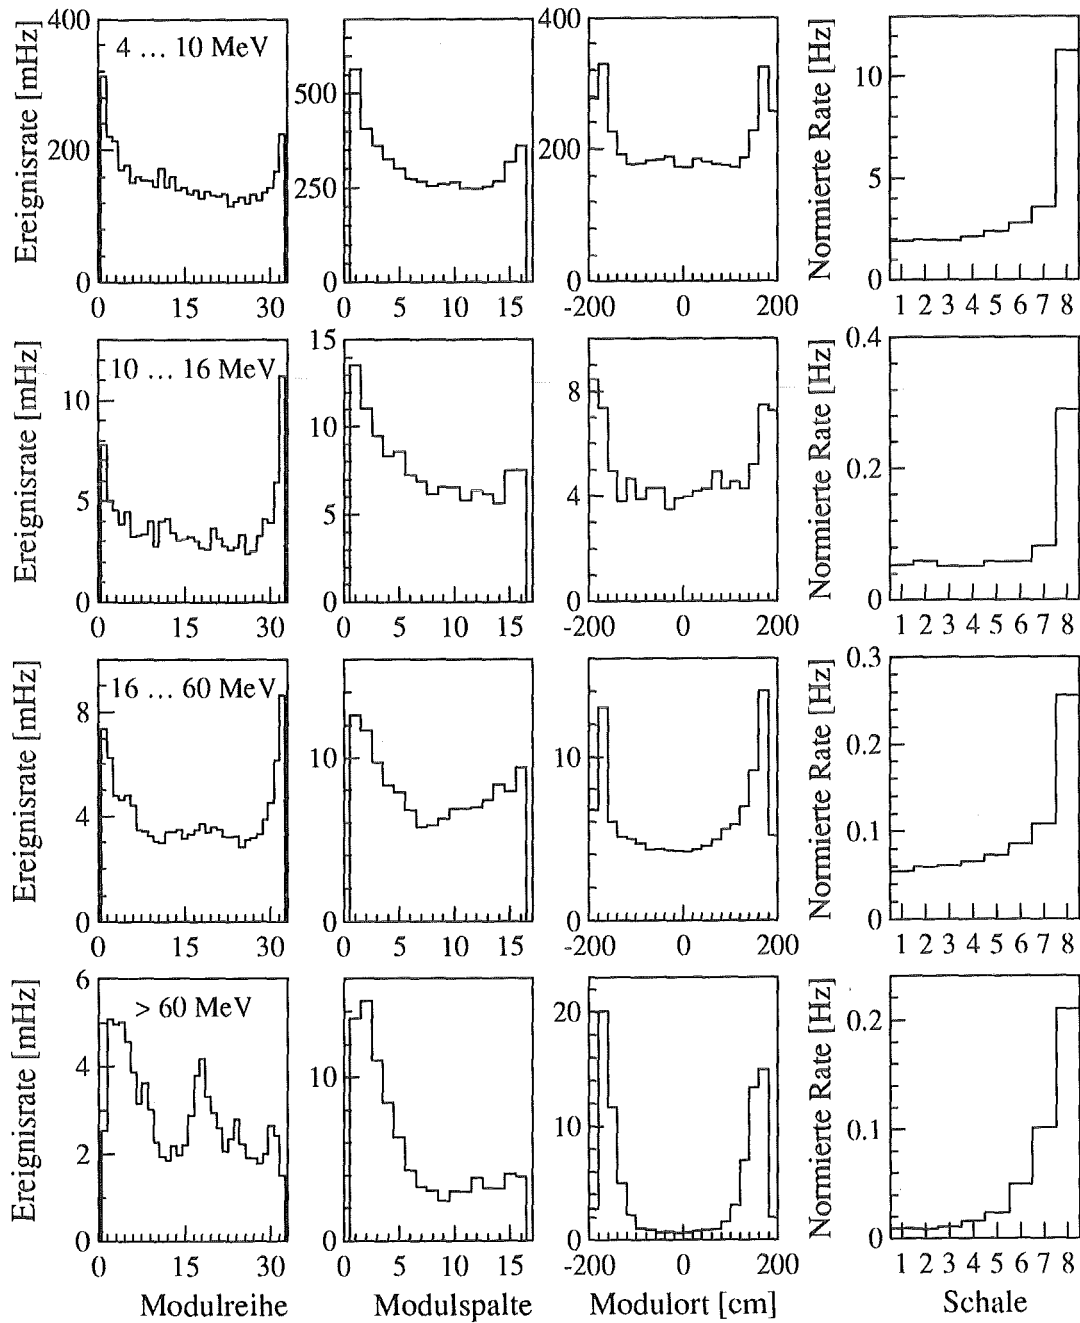 4 ... 10 MeV
Ereignisrate [mHz]
400
200
0
0 15 30
500
250
0
0 5 10 15
400
200
0
-200 0 200
Normierte Rate [Hz]
10
5
0
1 2 3 4 5 6 7 8
10 ... 16 MeV
Ereignisrate [mHz]
10
5
0
0 15 30
15
10
5
0
0 5 10 15
8
4
0
-200 0 200
Normierte Rate [Hz]
0.4
0.2
0
1 2 3 4 5 6 7 8
16 ... 60 MeV
Ereignisrate [mHz]
8
4
0
0 15 30
10
0
0 5 10 15
10
0
-200 0 200
Normierte Rate [Hz]
0.3
0.2
0.1
0
1 2 3 4 5 6 7 8
> 60 MeV
Ereignisrate [mHz]
6
4
2
0
0 15 30
10
0
0 5 10 15
20
10
0
-200 0 200
Normierte Rate [Hz]
0.2
0.1
0
1 2 3 4 5 6 7 8
Modulreihe
Modulspalte
Modulort [cm]
Schale